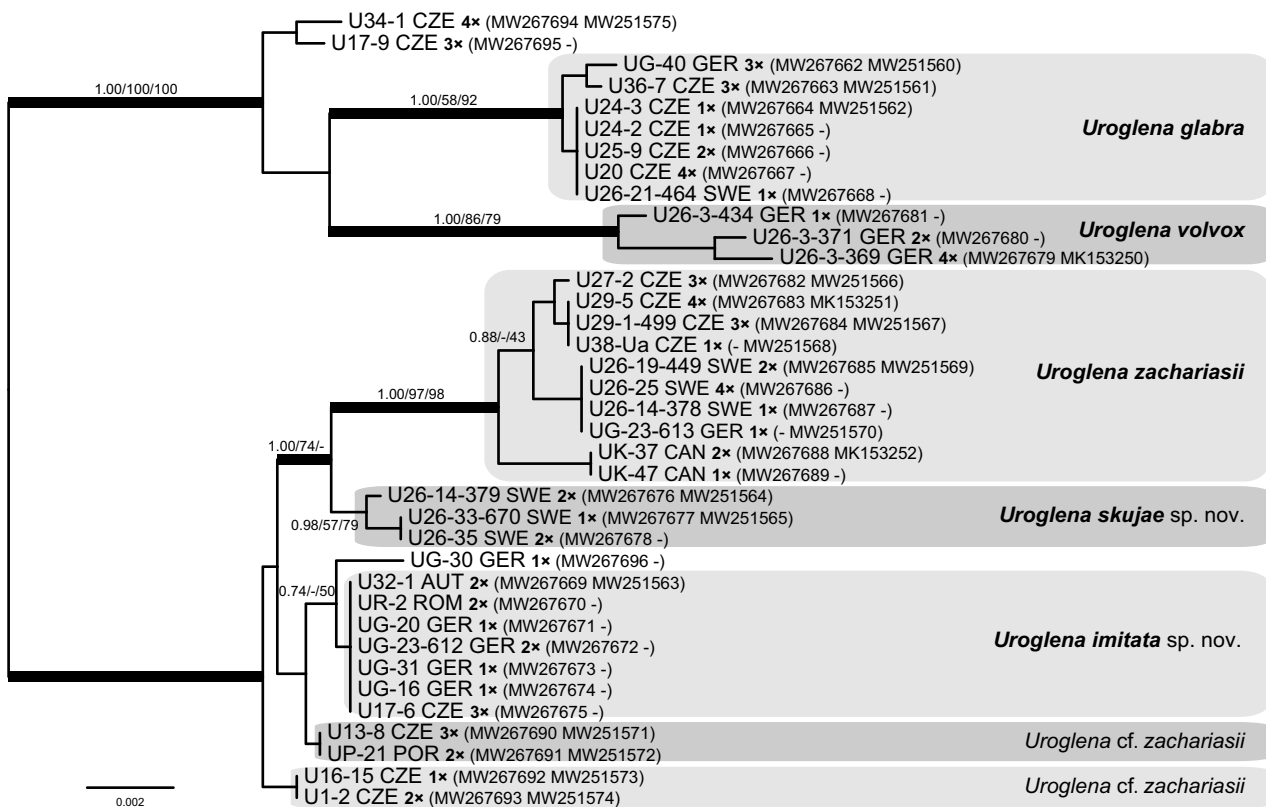 U34-1 CZE 4× (MW267694 MW251575)
U17-9 CZE 3× (MW267695 -)
UG-40 GER 3× (MW267662 MW251560)
1.00/100/100
U36-7 CZE 3× (MW267663 MW251561)
1.00/58/92
U24-3 CZE 1× (MW267664 MW251562)
U24-2 CZE 1× (MW267665 -)
Uroglena glabra
U25-9 CZE 2× (MW267666 -)
U20 CZE 4× (MW267667 -)
U26-21-464 SWE 1× (MW267668 -)
U26-3-434 GER 1× (MW267681 -)
1.00/86/79
Uroglena volvox
U26-3-371 GER 2× (MW267680 -)
U26-3-369 GER 4× (MW267679 MK153250)
U27-2 CZE 3× (MW267682 MW251566)
U29-5 CZE 4× (MW267683 MK153251)
U29-1-499 CZE 3× (MW267684 MW251567)
0.88/-/43
U38-Ua CZE 1× (- MW251568)
U26-19-449 SWE 2× (MW267685 MW251569)
Uroglena zachariasii
U26-25 SWE 4× (MW267686 -)
1.00/97/98
U26-14-378 SWE 1× (MW267687 -)
UG-23-613 GER 1× (- MW251570)
1.00/74/-
UK-37 CAN 2× (MW267688 MK153252)
UK-47 CAN 1× (MW267689 -)
U26-14-379 SWE 2× (MW267676 MW251564)
0.98/57/79
U26-33-670 SWE 1× (MW267677 MW251565)
Uroglena skujae sp. nov.
U26-35 SWE 2× (MW267678 -)
UG-30 GER 1× (MW267696 -)
U32-1 AUT 2× (MW267669 MW251563)
0.74/-/50
UR-2 ROM 2× (MW267670 -)
UG-20 GER 1× (MW267671 -)
UG-23-612 GER 2× (MW267672 -)
Uroglena imitata sp. nov.
UG-31 GER 1× (MW267673 -)
UG-16 GER 1× (MW267674 -)
U17-6 CZE 3× (MW267675 -)
U13-8 CZE 3× (MW267690 MW251571)
Uroglena cf. zachariasii
UP-21 POR 2× (MW267691 MW251572)
U16-15 CZE 1× (MW267692 MW251573)
Uroglena cf. zachariasii
U1-2 CZE 2× (MW267693 MW251574)
0.002